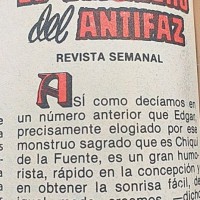 del ANTIFAZ
REVISTA SEMANAL
ASÍ como decíamos en
un número anterior que Edgar,
precisamente elogiado por ese
monstruo sagrado que es Chiqui
de la Fuente, es un gran humo-
rista, rápido en la concepción y
en obtener la sonrisa fácil, de